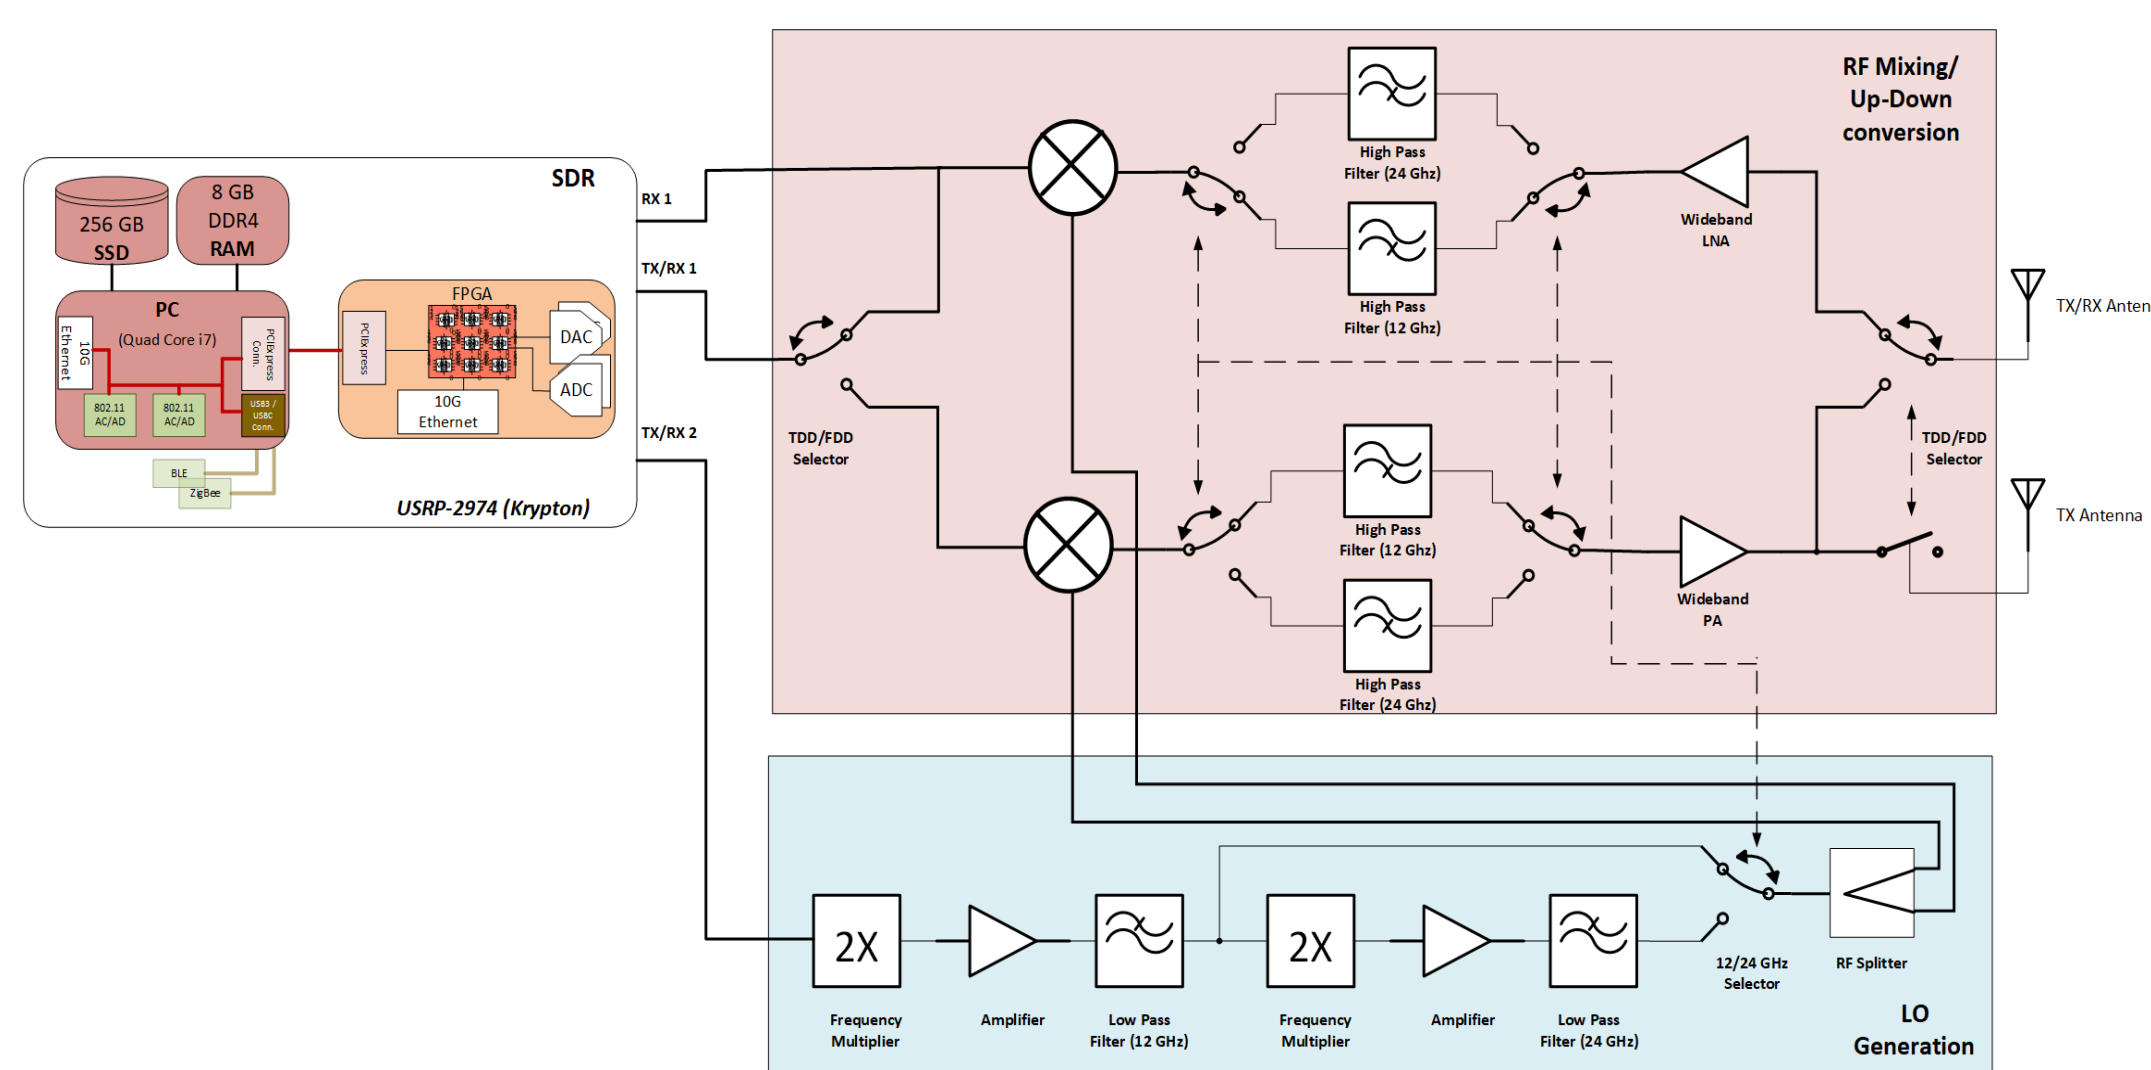 SDR
256 GB
SSD
8 GB
DDR4
RAM
PC
(Quad Core i7)
10G
Ethernet
PCIExpress
Conn.
802.11
AC/AD
802.11
AC/AD
USB3 /
USBC
Conn.
BLE
ZigBee
FPGA
PCIExpress
DAC
ADC
10G
Ethernet
USRP-2974 (Krypton)
RX 1
TX/RX 1
TX/RX 2
RF Mixing/
Up-Down
conversion
High Pass
Filter (24 Ghz)
High Pass
Filter (12 Ghz)
Wideband
LNA
TX/RX Anten
TDD/FDD
Selector
TDD/FDD
Selector
TX Antenna
High Pass
Filter (12 Ghz)
High Pass
Filter (24 Ghz)
Wideband
PA
2X
2X
Frequency
Multiplier
Amplifier
Low Pass
Filter (12 GHz)
Frequency
Multiplier
Amplifier
Low Pass
Filter (24 GHz)
12/24 GHz
Selector
RF Splitter
LO
Generation